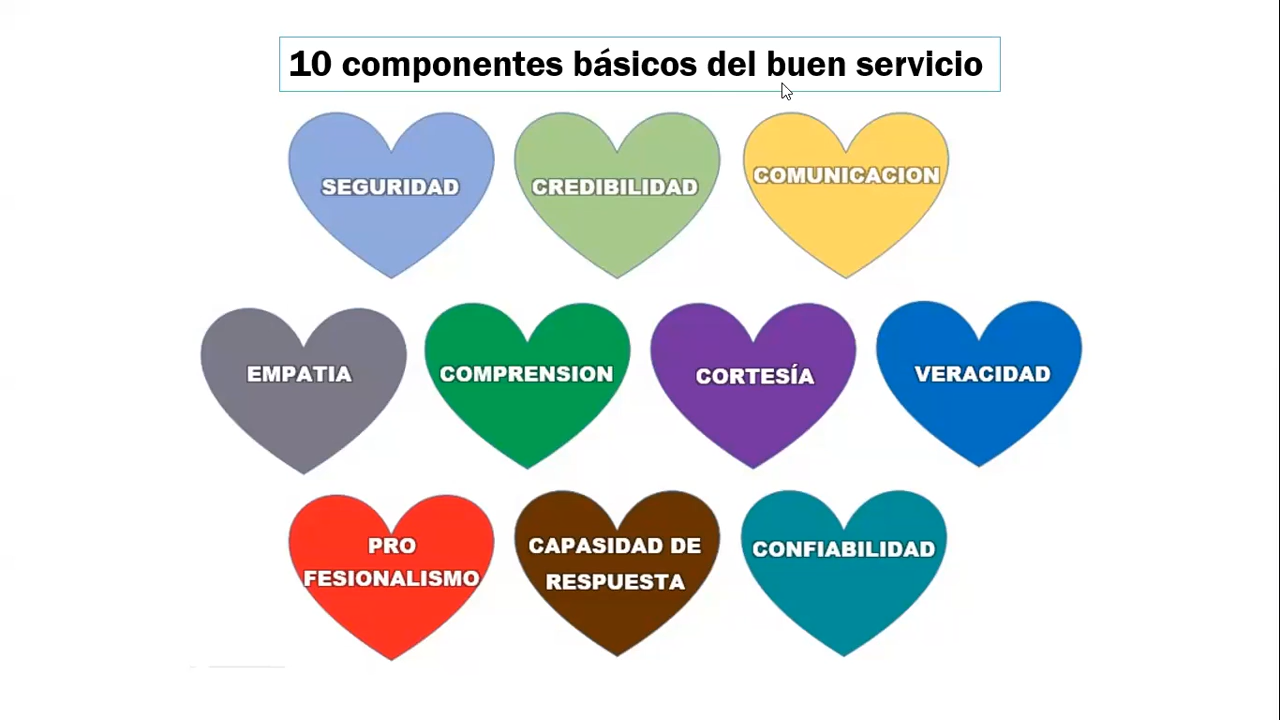 10 componentes básicos del buen servicio
SEGURIDAD
CREDIBILIDAD
COMUNICACION
EMPATIA
COMPRENSION
CORTESÍA
VERACIDAD
PRO
FESIONALISMO
CAPASIDAD DE
RESPUESTA
CONFIABILIDAD